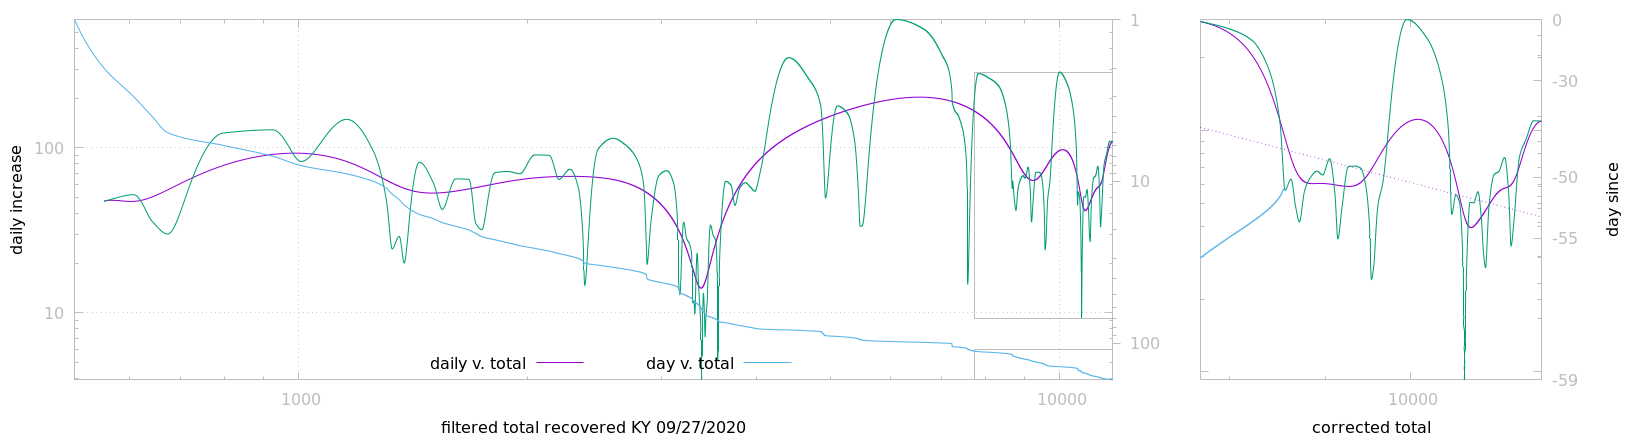 daily increase
100
10
1000
10000
1
10
100
daily v. total
day v. total
filtered total recovered KY 09/27/2020
0
-30
-50
-55
-59
day since
10000
corrected total